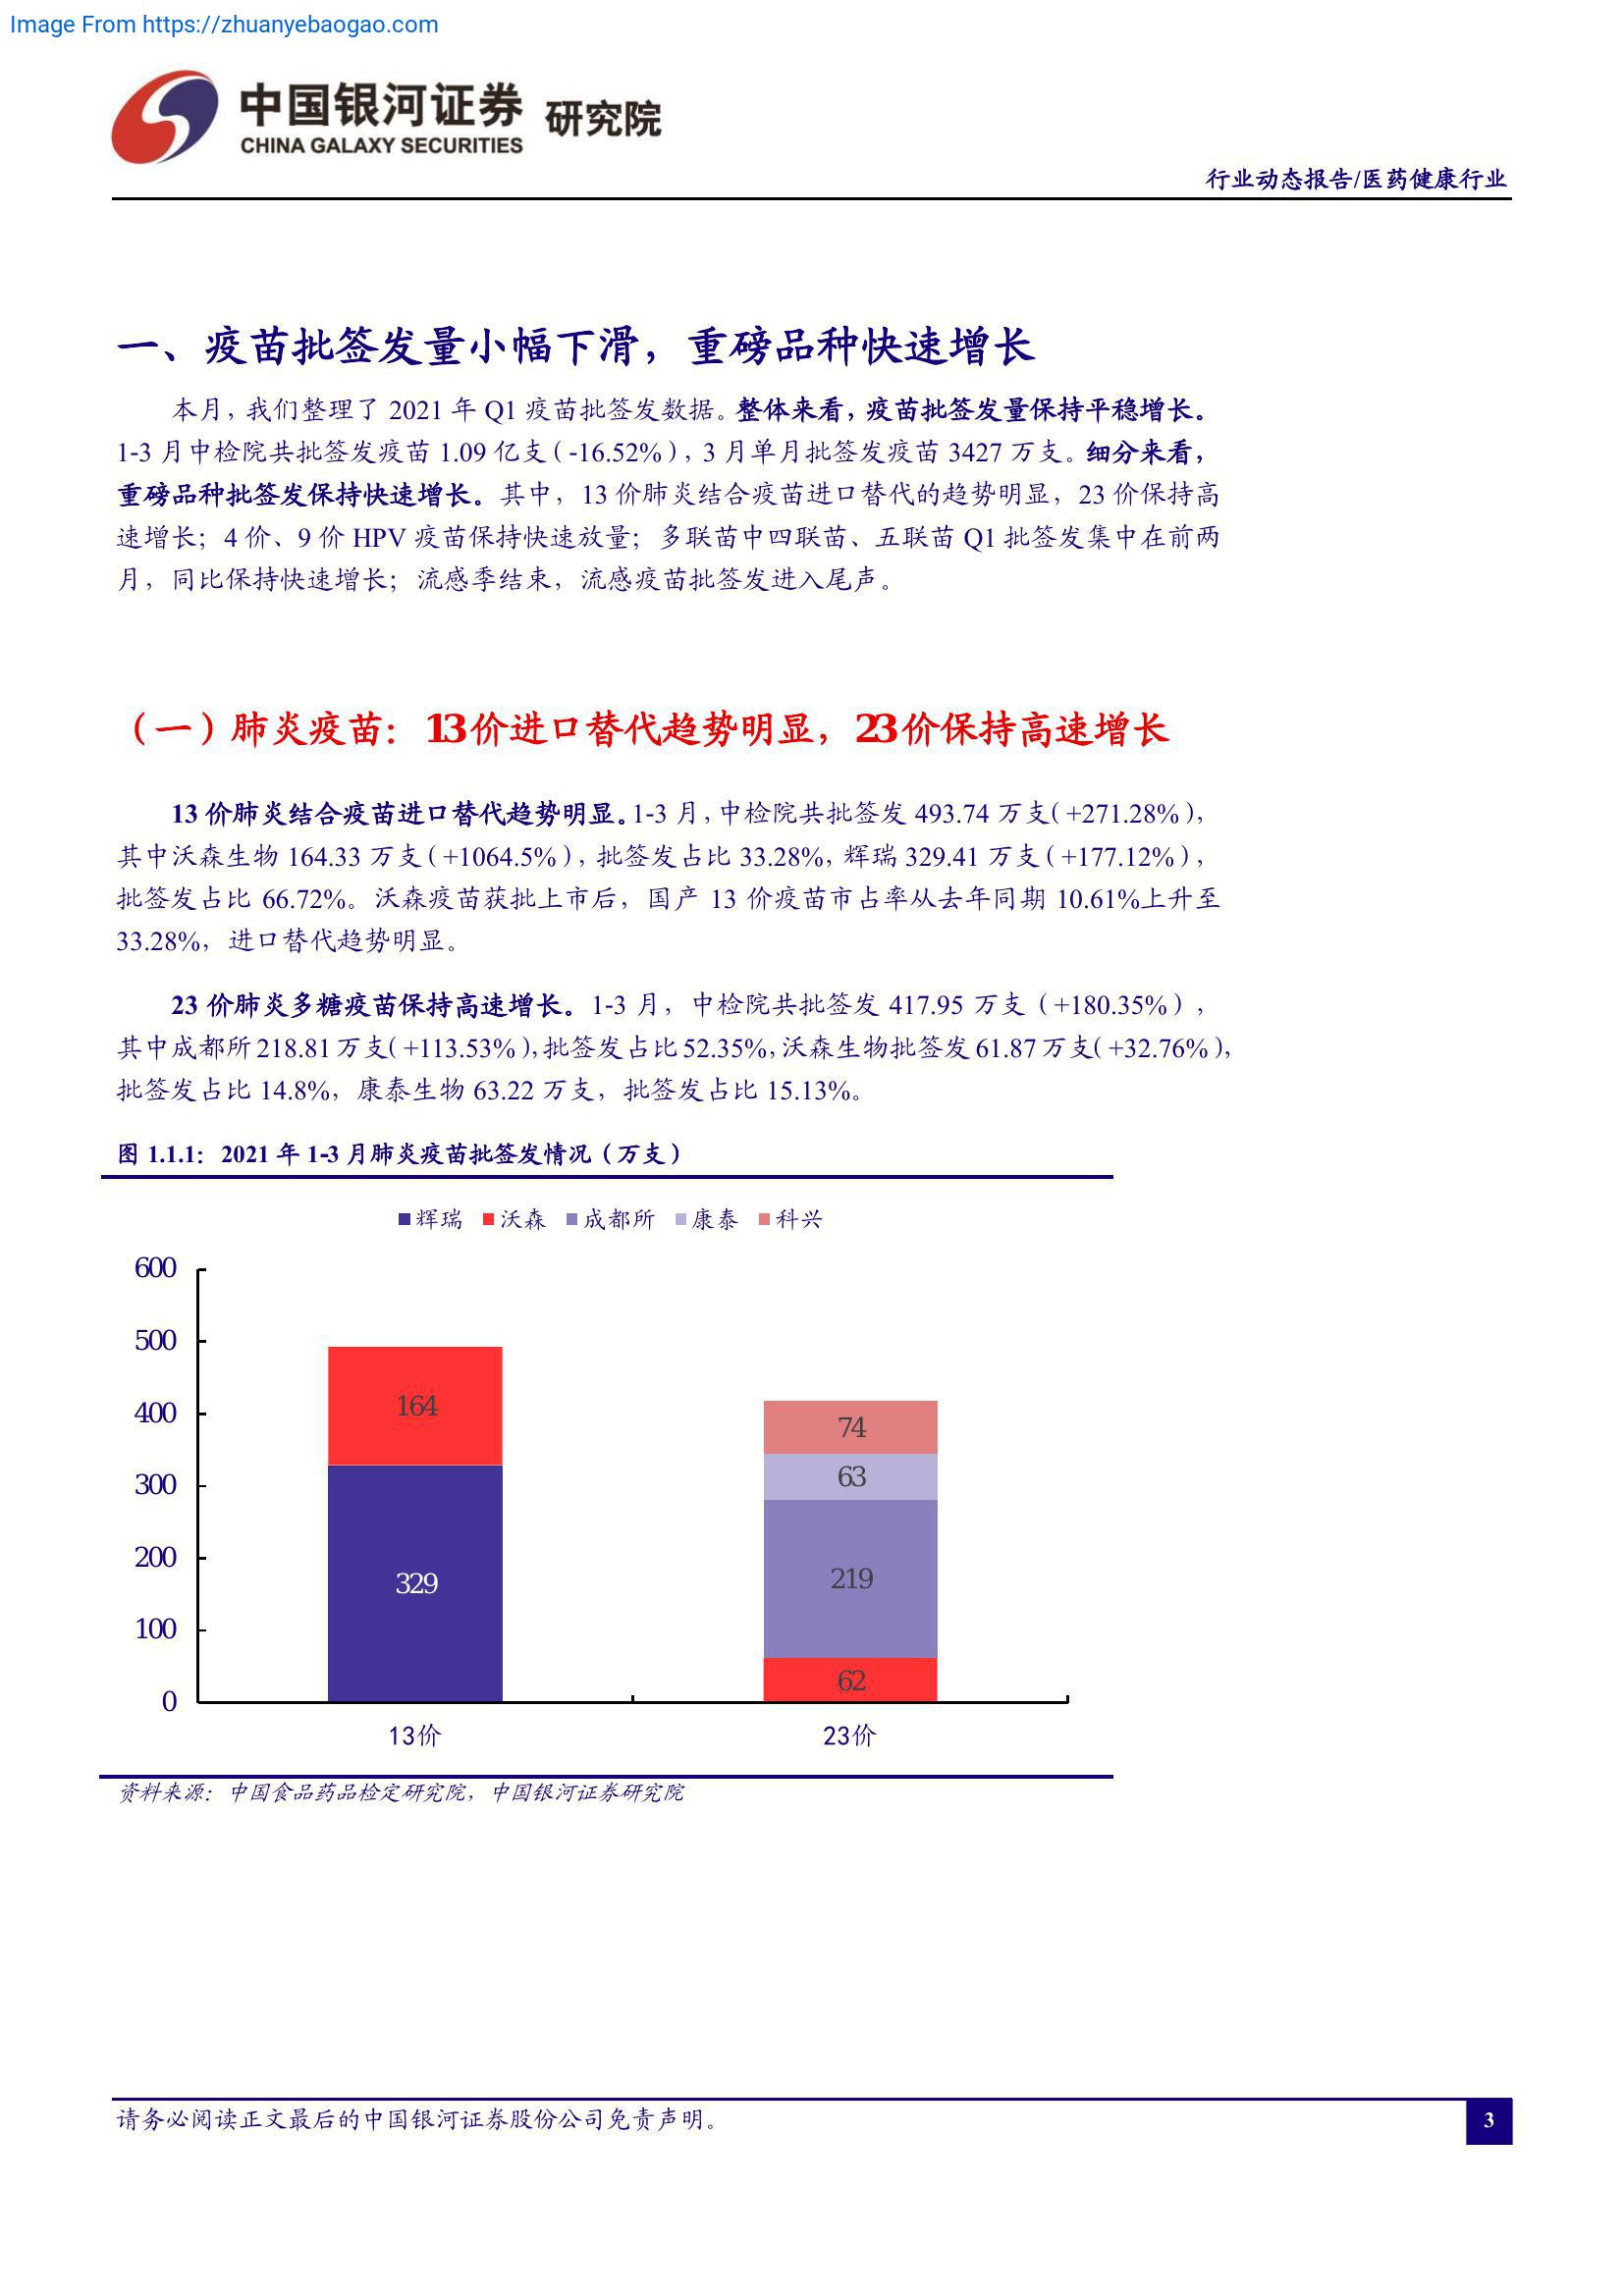 Image From https://zhuanyebaogao.com
中国银河证券 研究院
CHINA GALAXY SECURITIES
行业动态报告/医药健康行业
一、疫苗批签发量小幅下滑，重磅品种快速增长
本月，我们整理了 2021 年 Q1 疫苗批签发数据。整体来看，疫苗批签发量保持平稳增长。
1-3 月中检院共批签发疫苗 1.09 亿支（-16.52%），3 月单月批签发疫苗 3427 万支。细分来看，
重磅品种批签发保持快速增长。其中，13 价肺炎结合疫苗进口替代的趋势明显，23 价保持高
速增长；4 价、9 价 HPV 疫苗保持快速放量；多联苗中四联苗、五联苗 Q1 批签发集中在前两
月，同比保持快速增长；流感季结束，流感疫苗批签发进入尾声。
（一）肺炎疫苗：13价进口替代趋势明显，23价保持高速增长
13 价肺炎结合疫苗进口替代趋势明显。1-3 月，中检院共批签发 493.74 万支（+271.28%），
其中沃森生物 164.33 万支（+1064.5%），批签发占比 33.28%，辉瑞 329.41 万支（+177.12%），
批签发占比 66.72%。沃森疫苗获批上市后，国产 13 价疫苗市占率从去年同期 10.61%上升至
33.28%，进口替代趋势明显。
23 价肺炎多糖疫苗保持高速增长。1-3 月，中检院共批签发 417.95 万支（+180.35%），
其中成都所 218.81 万支（+113.53%），批签发占比 52.35%，沃森生物批签发 61.87 万支（+32.76%），
批签发占比 14.8%，康泰生物 63.22 万支，批签发占比 15.13%。
图 1.1.1：2021 年 1-3 月肺炎疫苗批签发情况（万支）
辉瑞 沃森 成都所 康泰 科兴
600
500
400
300
200
100
0
164
329
74
63
219
62
13价 23价
资料来源：中国食品药品检定研究院，中国银河证券研究院
请务必阅读正文最后的中国银河证券股份公司免责声明。
3